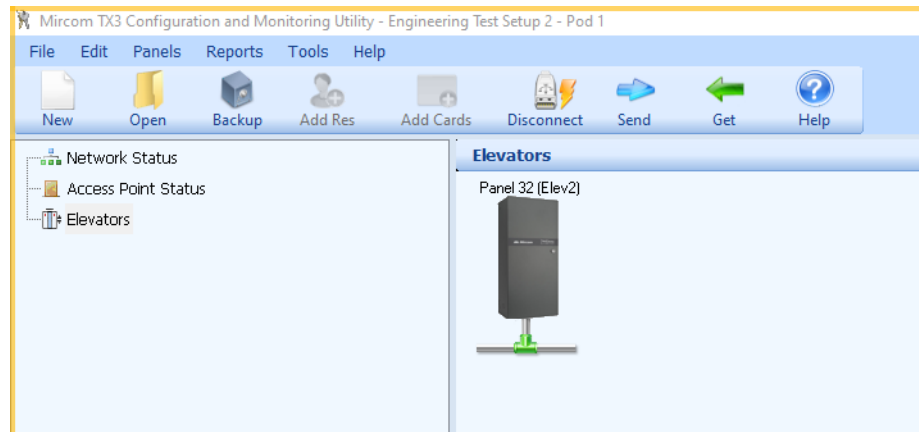 Mircom TX3 Configuration and Monitoring Utility - Engineering Test Setup 2 - Pod 1
File Edit Panels Reports Tools Help
New Open Backup Add Res Add Cards Disconnect Send Get Help
Network Status
Access Point Status
Elevators
Elevators
Panel 32 (Elev2)